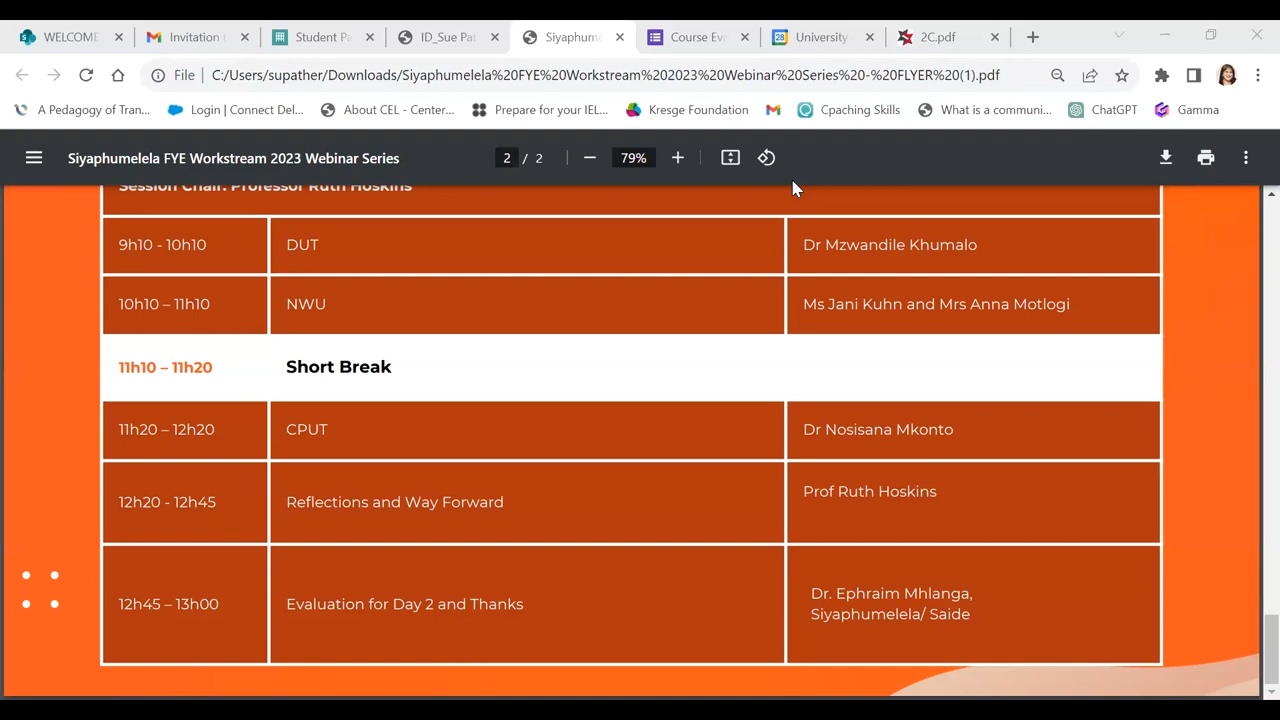 WELCOME
Invitation
Student Pa
ID_Sue Pat
Siyaphume
Course Eva
28
University
2C.pdf
File
C:/Users/supather/Downloads/Siyaphumelela%20FYE%20Workstream%202023%20Webinar%20Series%20-%20FLYER%20(1).pdf
A Pedagogy of Tran...
Login | Connect Del...
About CEL - Center...
Prepare for your IEL...
Kresge Foundation
Cpaching Skills
What is a communi...
ChatGPT
Gamma
Siyaphumelela FYE Workstream 2023 Webinar Series
2 / 2
79%
Session Chair: Professor Ruth Hoskins
9h10 - 10h10
DUT
Dr Mzwandile Khumalo
10h10 – 11h10
NWU
Ms Jani Kuhn and Mrs Anna Motlogi
11h10 – 11h20
Short Break
11h20 – 12h20
CPUT
Dr Nosisana Mkonto
12h20 - 12h45
Reflections and Way Forward
Prof Ruth Hoskins
12h45 – 13h00
Evaluation for Day 2 and Thanks
Dr. Ephraim Mhlanga,
Siyaphumelela/ Saide